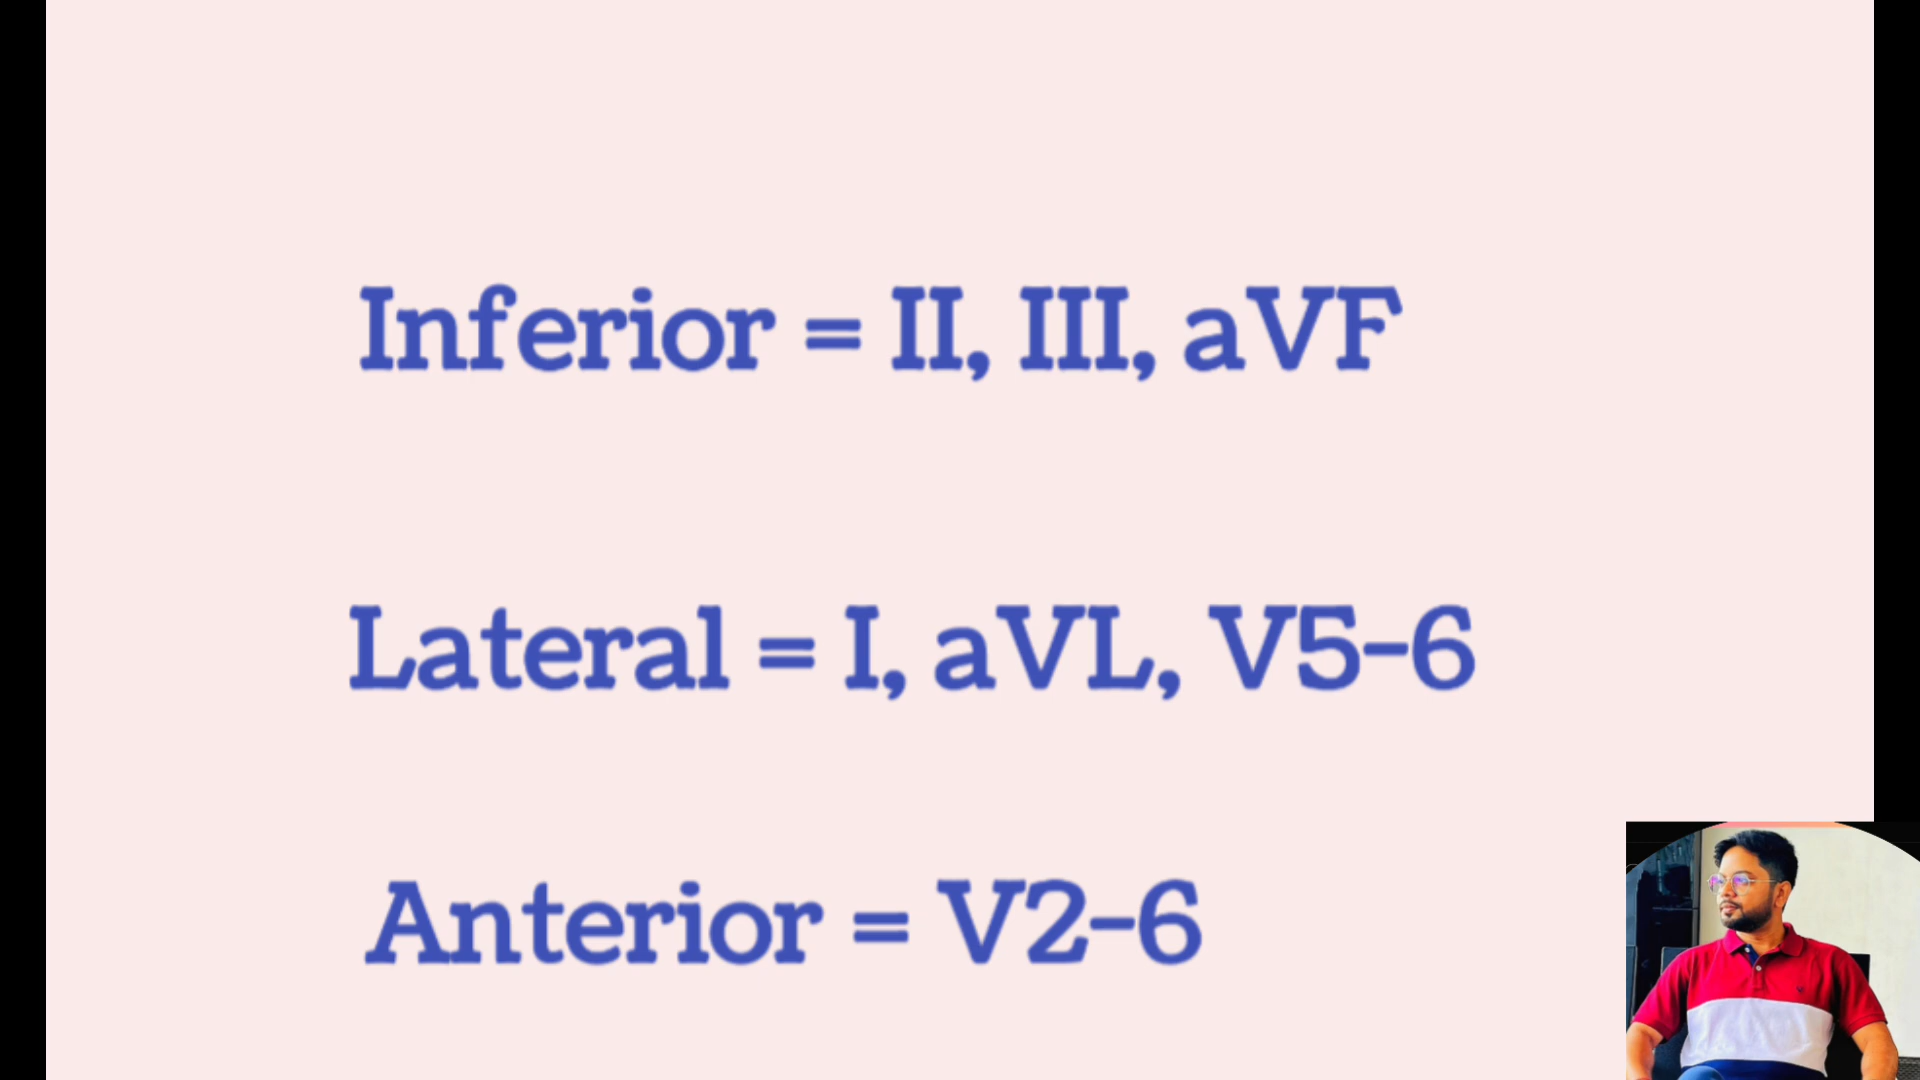 Inferior = II, III, aVF
Lateral = I, aVL, V5-6
Anterior = V2-6